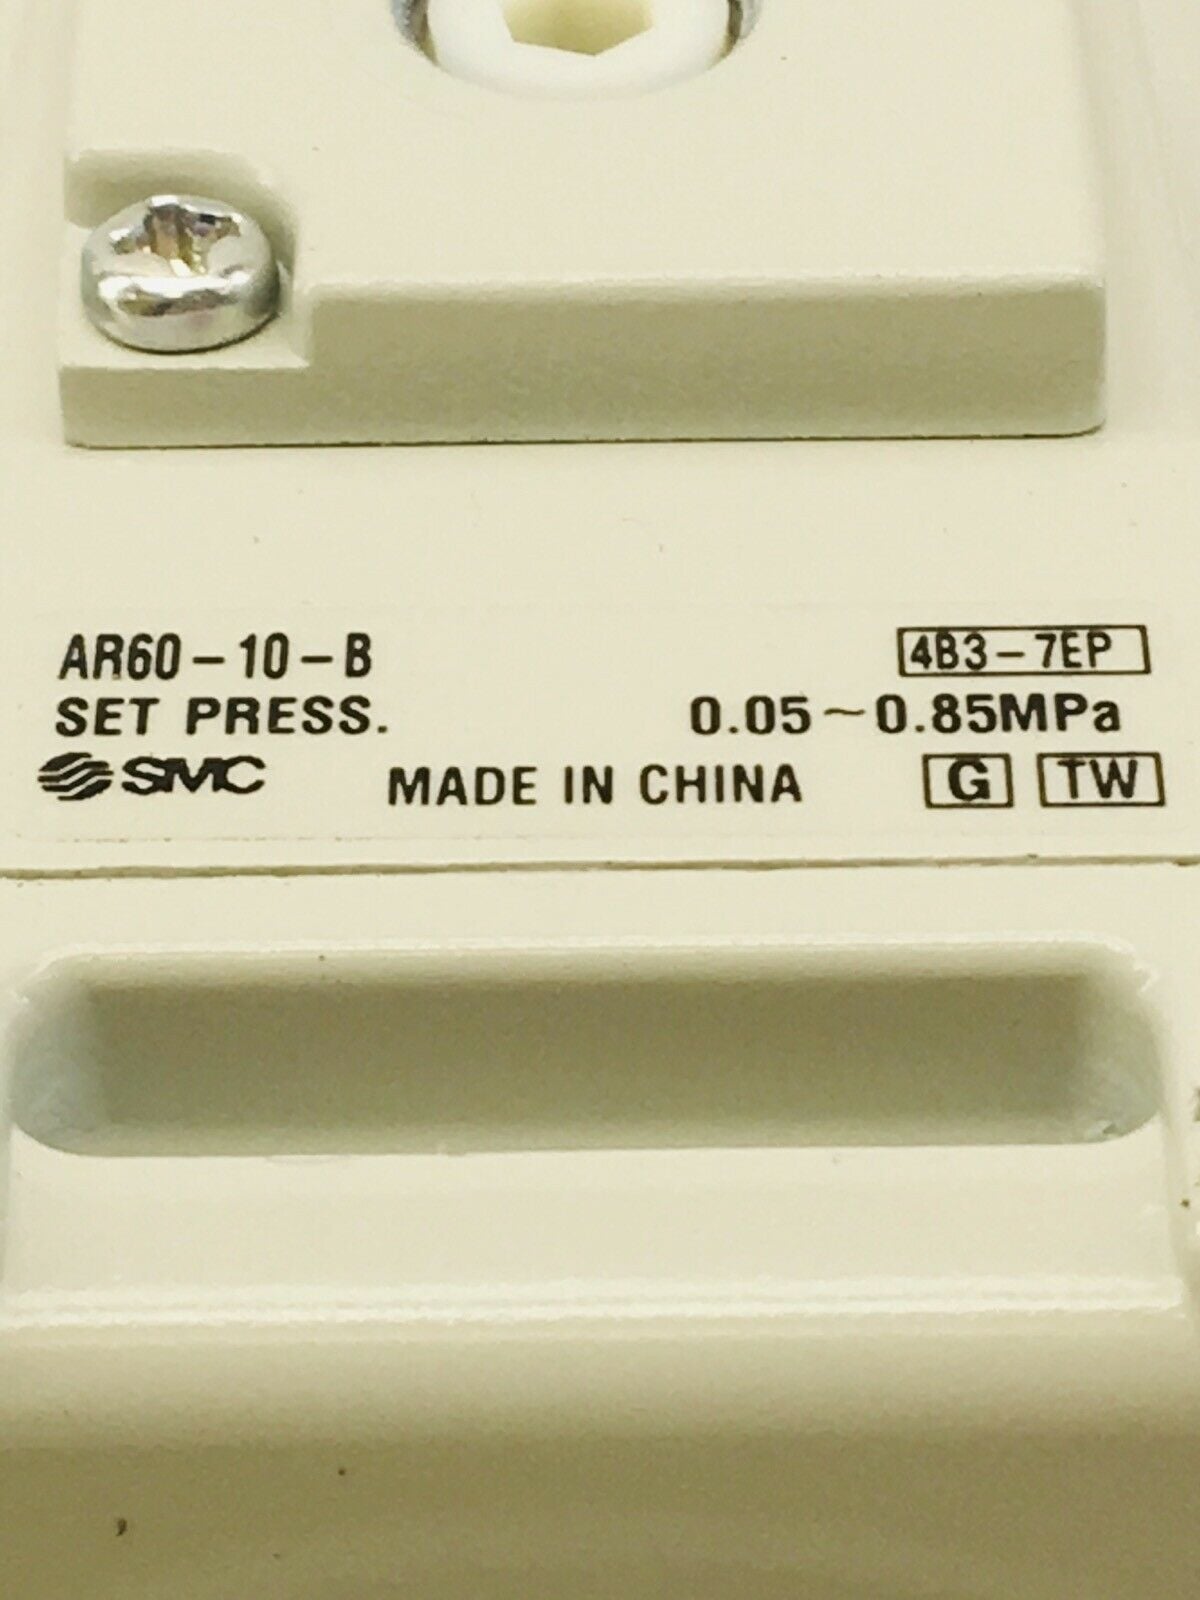 AR60-10-B 4B3-7EP
SET PRESS. 0.05~0.85MPa
SMC MADE IN CHINA G TW